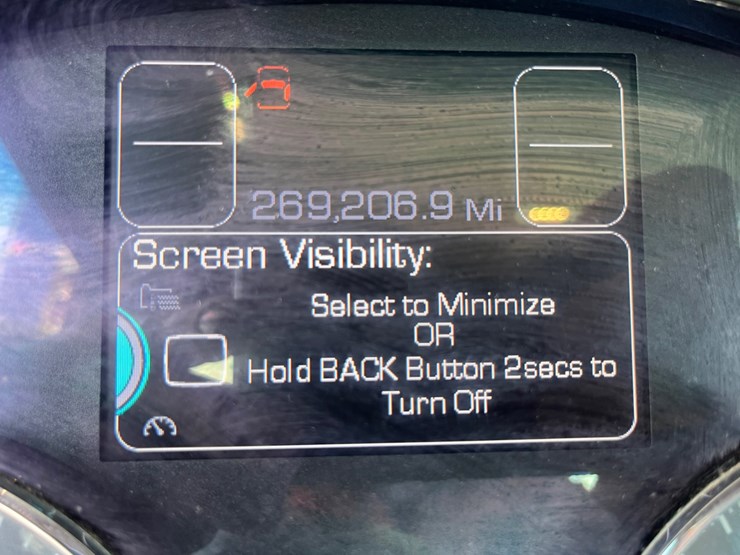 269,206.9 Mi
Screen Visibility:
Select to Minimize
OR
Hold BACK Button 2secs to
Turn Off